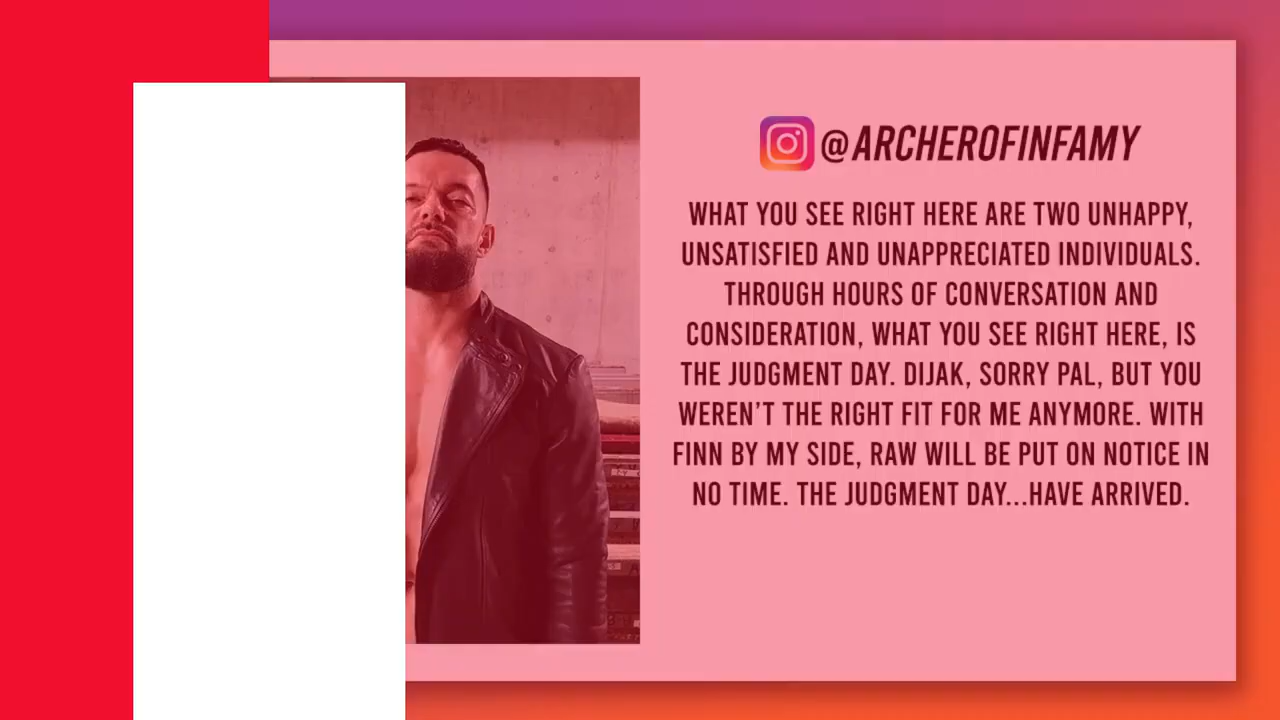 @ARCHEROFINFAMY
WHAT YOU SEE RIGHT HERE ARE TWO UNHAPPY,
UNSATISFIED AND UNAPPRECIATED INDIVIDUALS.
THROUGH HOURS OF CONVERSATION AND
CONSIDERATION, WHAT YOU SEE RIGHT HERE, IS
THE JUDGMENT DAY. DIJAK, SORRY PAL, BUT YOU
WEREN'T THE RIGHT FIT FOR ME ANYMORE. WITH
FINN BY MY SIDE, RAW WILL BE PUT ON NOTICE IN
NO TIME. THE JUDGMENT DAY...HAVE ARRIVED.